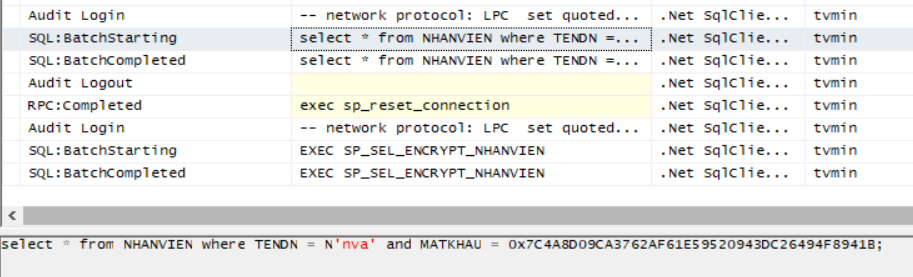 Audit Login -- network protocol: LPC set quoted... .Net SqlClie... tvmin
SQL:BatchStarting select * from NHANVIEN where TENDN =... .Net SqlClie... tvmin
SQL:BatchCompleted select * from NHANVIEN where TENDN =... .Net SqlClie... tvmin
Audit Logout .Net SqlClie... tvmin
RPC:Completed exec sp_reset_connection .Net SqlClie... tvmin
Audit Login -- network protocol: LPC set quoted... .Net SqlClie... tvmin
SQL:BatchStarting EXEC SP_SEL_ENCRYPT_NHANVIEN .Net SqlClie... tvmin
SQL:BatchCompleted EXEC SP_SEL_ENCRYPT_NHANVIEN .Net SqlClie... tvmin
select * from NHANVIEN where TENDN = N'nva' and MATKHAU = 0x7C4A8D09CA3762AF61E59520943DC26494F8941B;